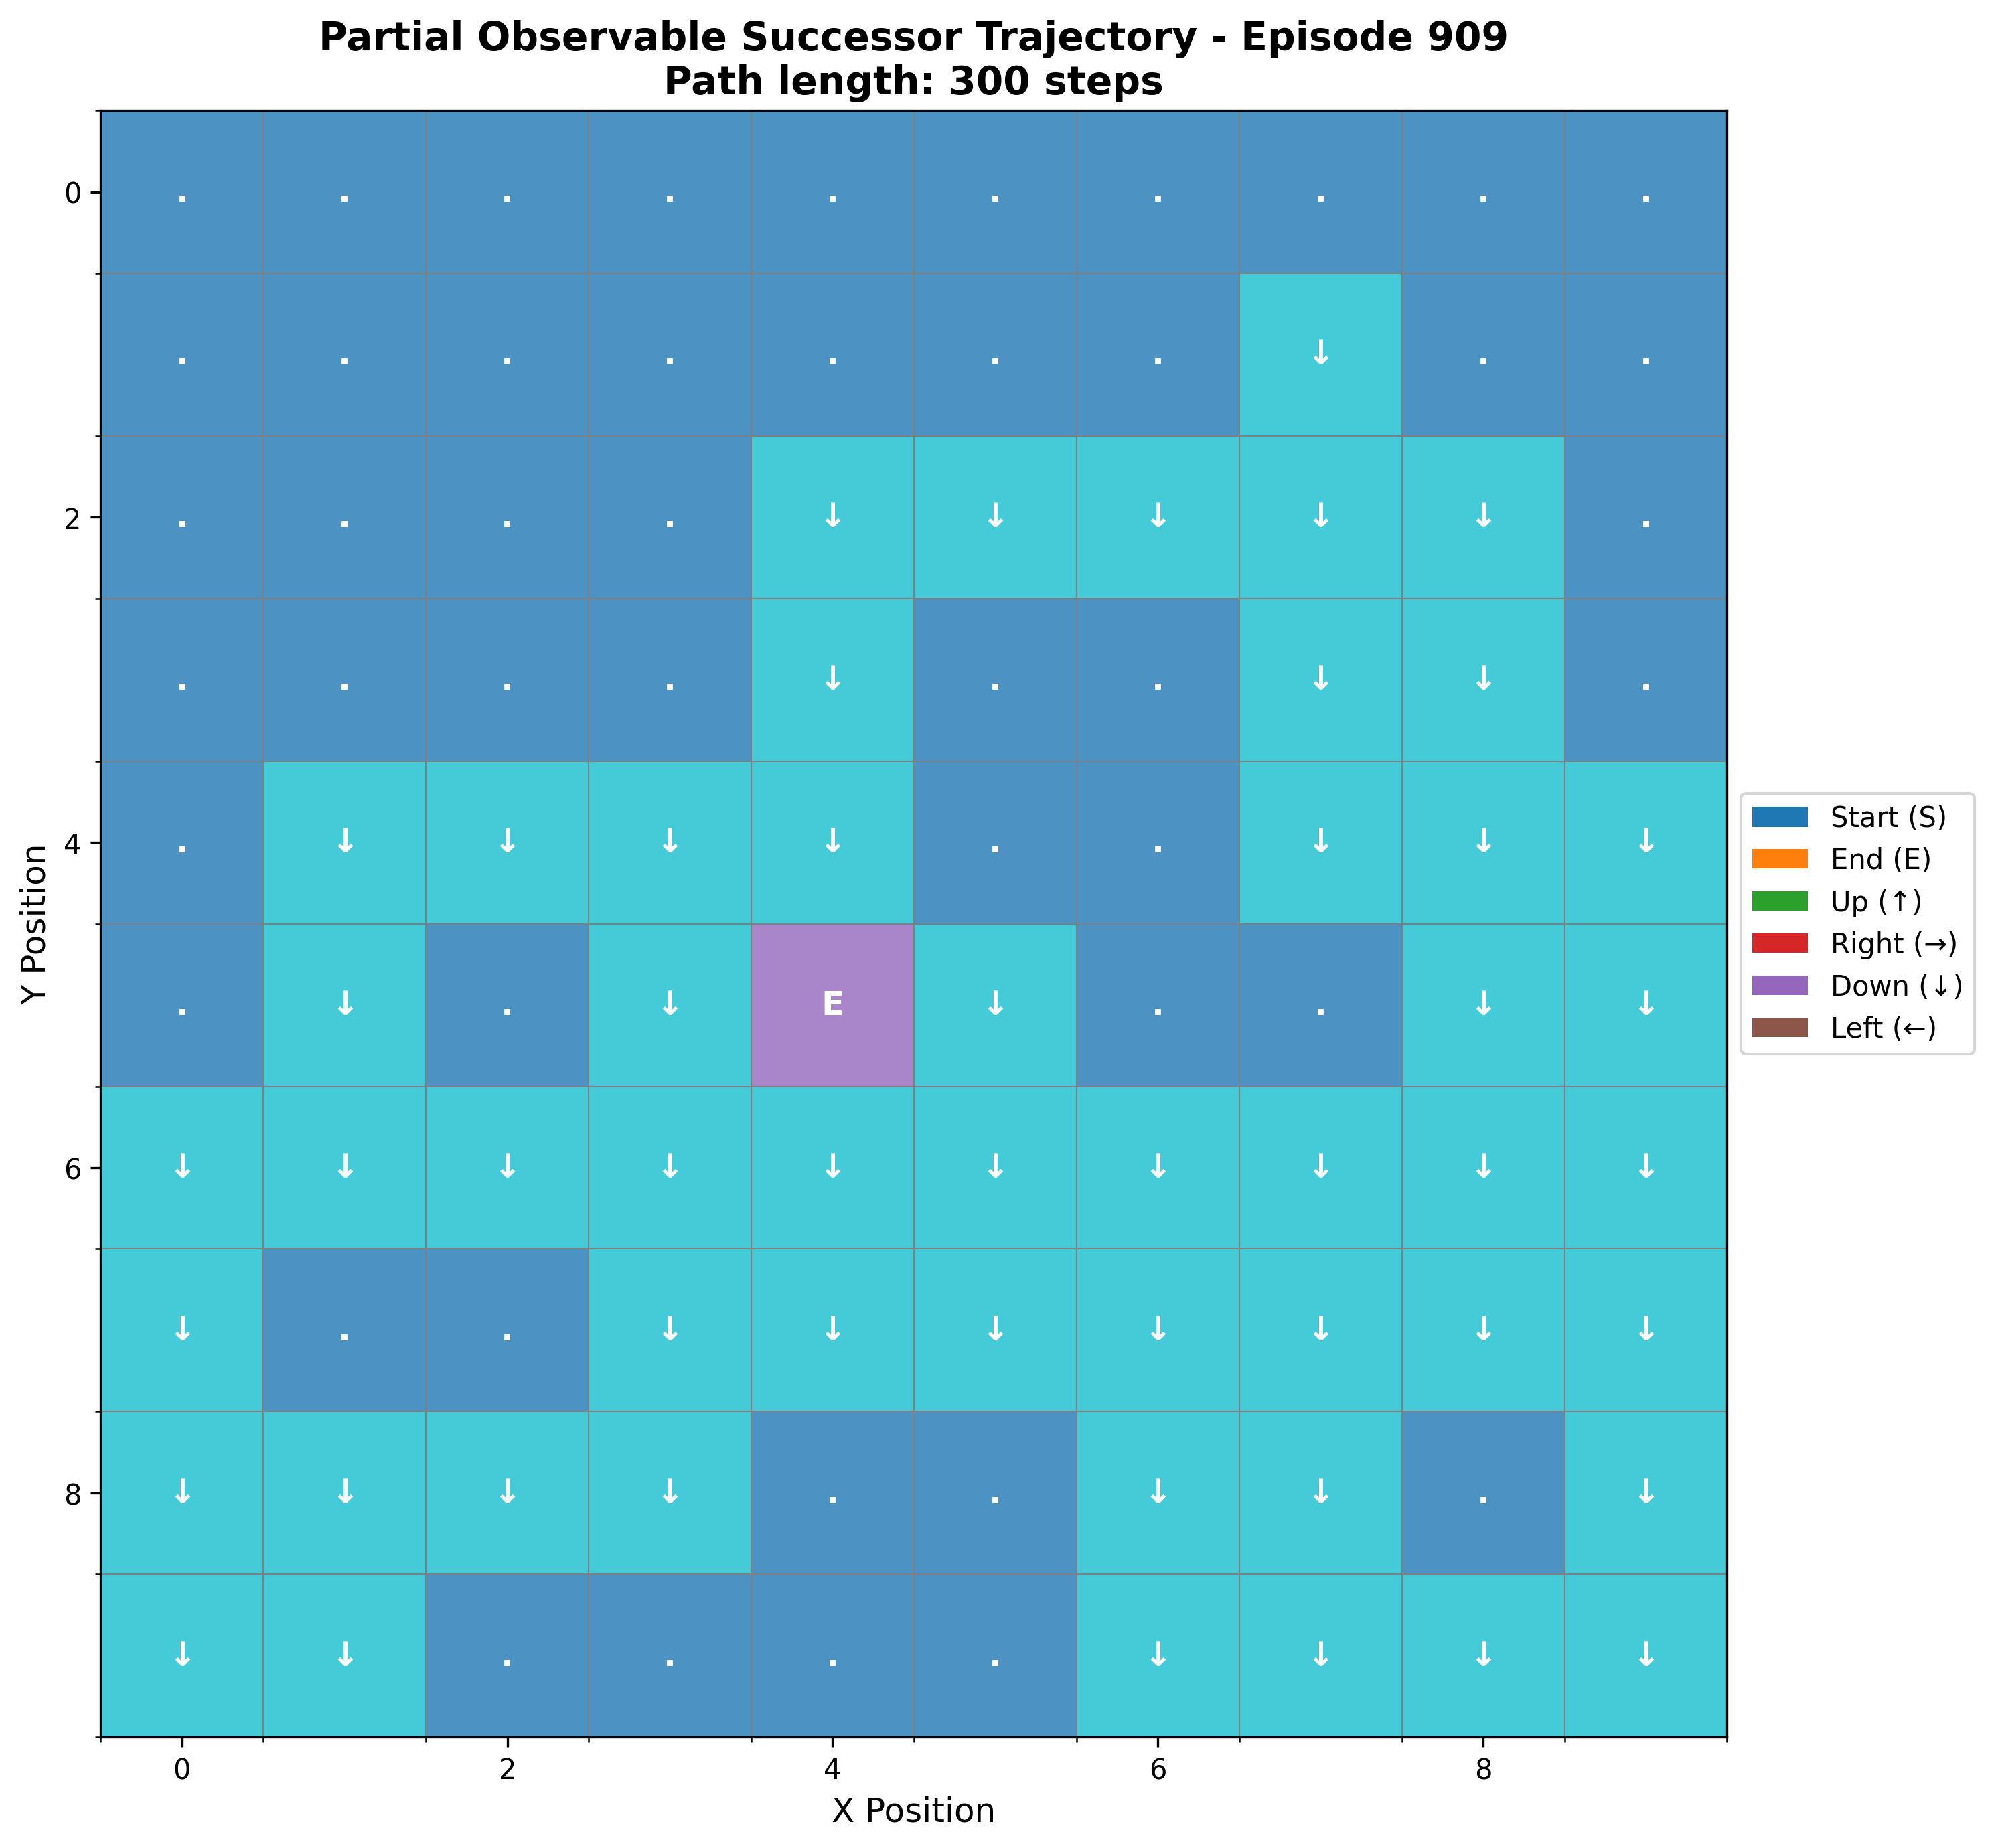 Partial Observable Successor Trajectory - Episode 909
Path length: 300 steps
0 . . . . . . . . . .
. . . . . . . ↓ . .
2 . . . . ↓ ↓ ↓ ↓ ↓ .
. . . . ↓ . . ↓ ↓ .
4 . ↓ ↓ ↓ ↓ . . ↓ ↓ ↓
. ↓ . ↓ E ↓ . . ↓ ↓
6 ↓ ↓ ↓ ↓ ↓ ↓ ↓ ↓ ↓ ↓
↓ . . ↓ ↓ ↓ ↓ ↓ ↓ ↓
8 ↓ ↓ ↓ ↓ . . ↓ ↓ . ↓
↓ ↓ . . . . ↓ ↓ ↓ ↓
0 2 4 6 8
X Position
Y Position
Start (S)
End (E)
Up (↑)
Right (→)
Down (↓)
Left (←)